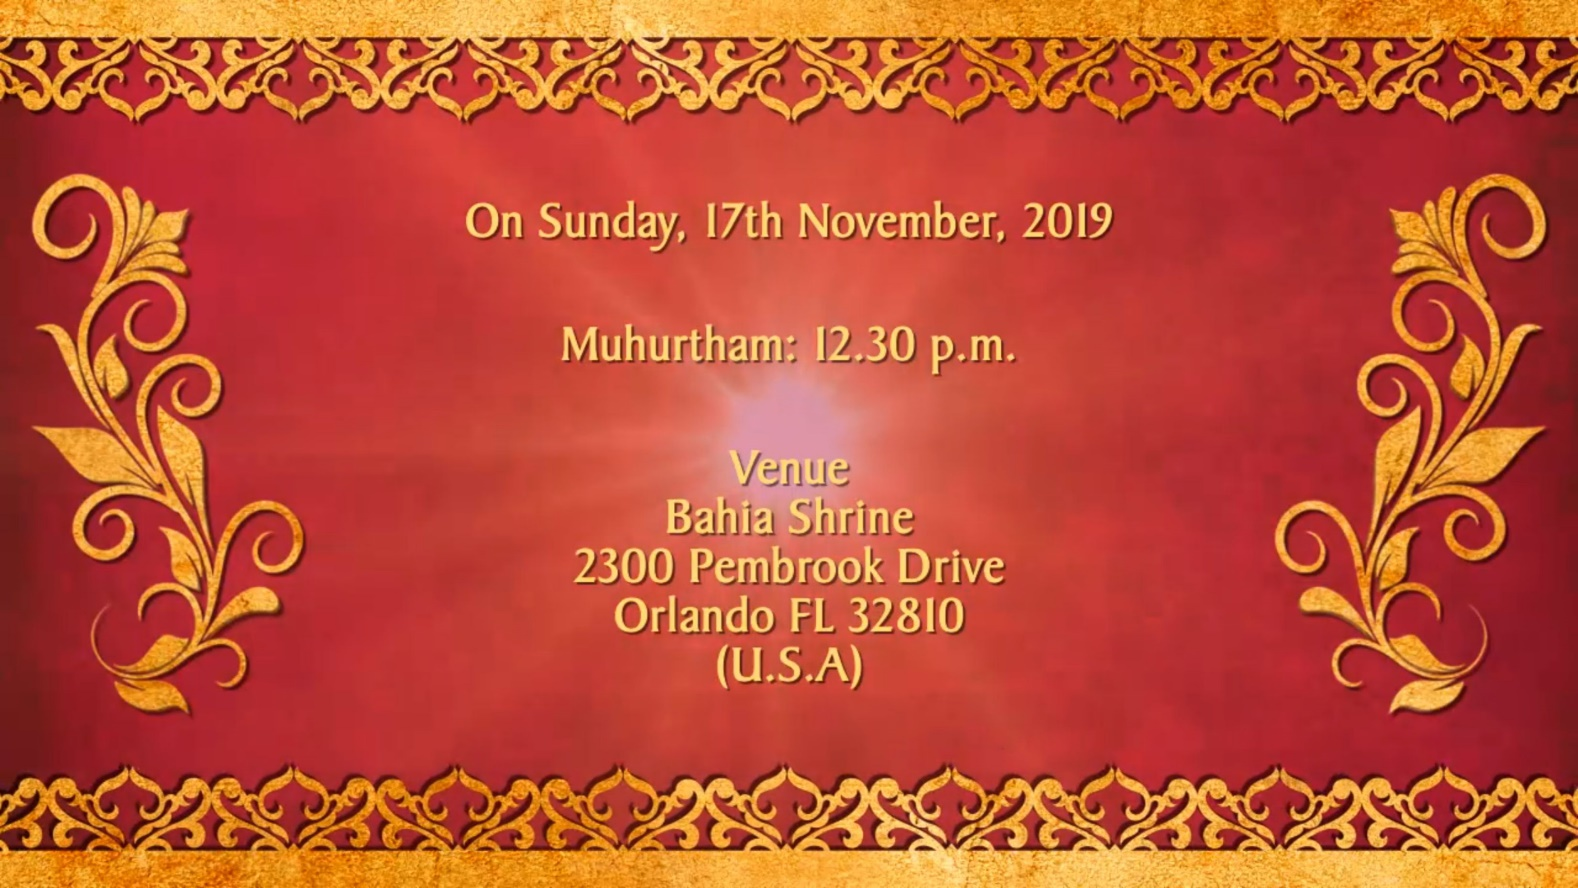 On Sunday, 17th November, 2019
Muhurtham: 12.30 p.m.
Venue
Bahia Shrine
2300 Pembrook Drive
Orlando FL 32810
(U.S.A)